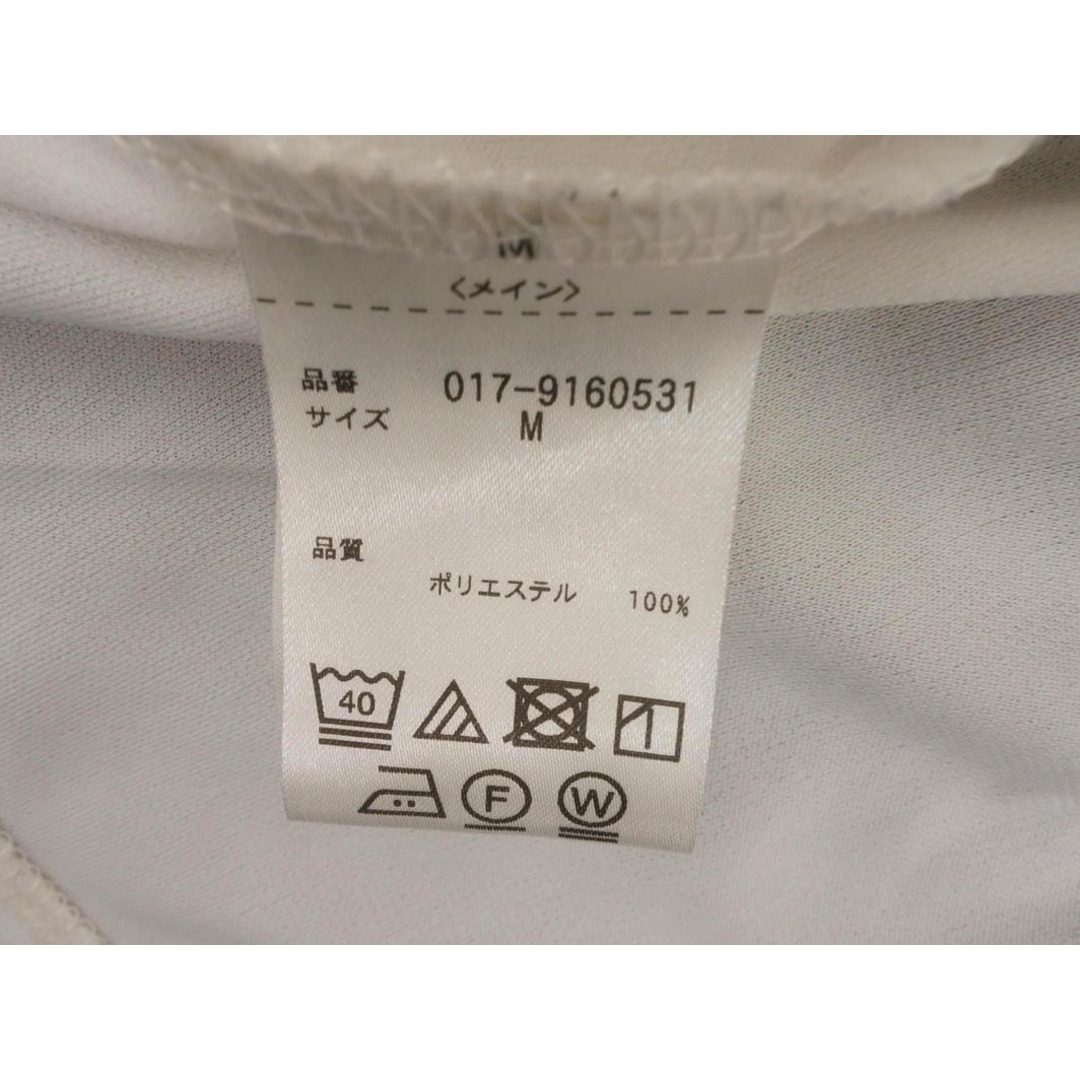 M
<メイン>
品番 017-9160531
サイズ M
品質
ポリエステル 100%
40
F W